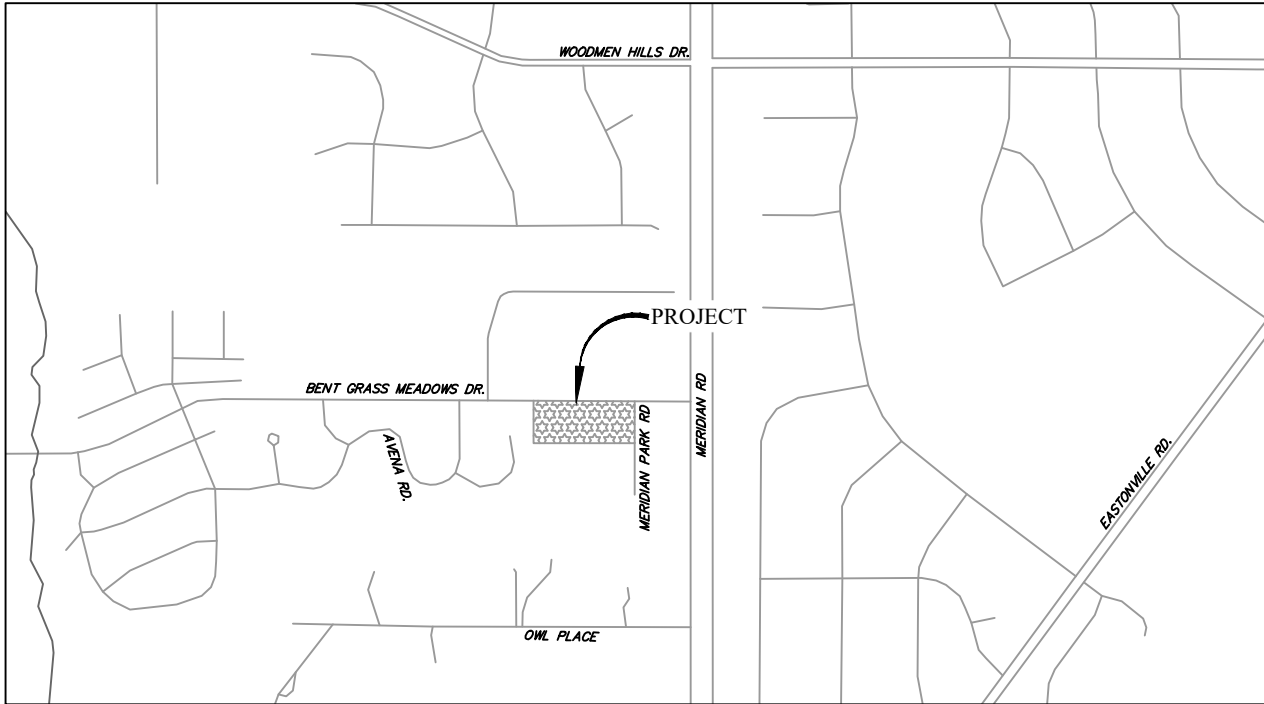 WOODMEN HILLS DR.
PROJECT
BENT GRASS MEADOWS DR.
MERIDIAN RD
MERIDIAN PARK RD
AVENA RD.
EASTONVILLE RD.
OWL PLACE